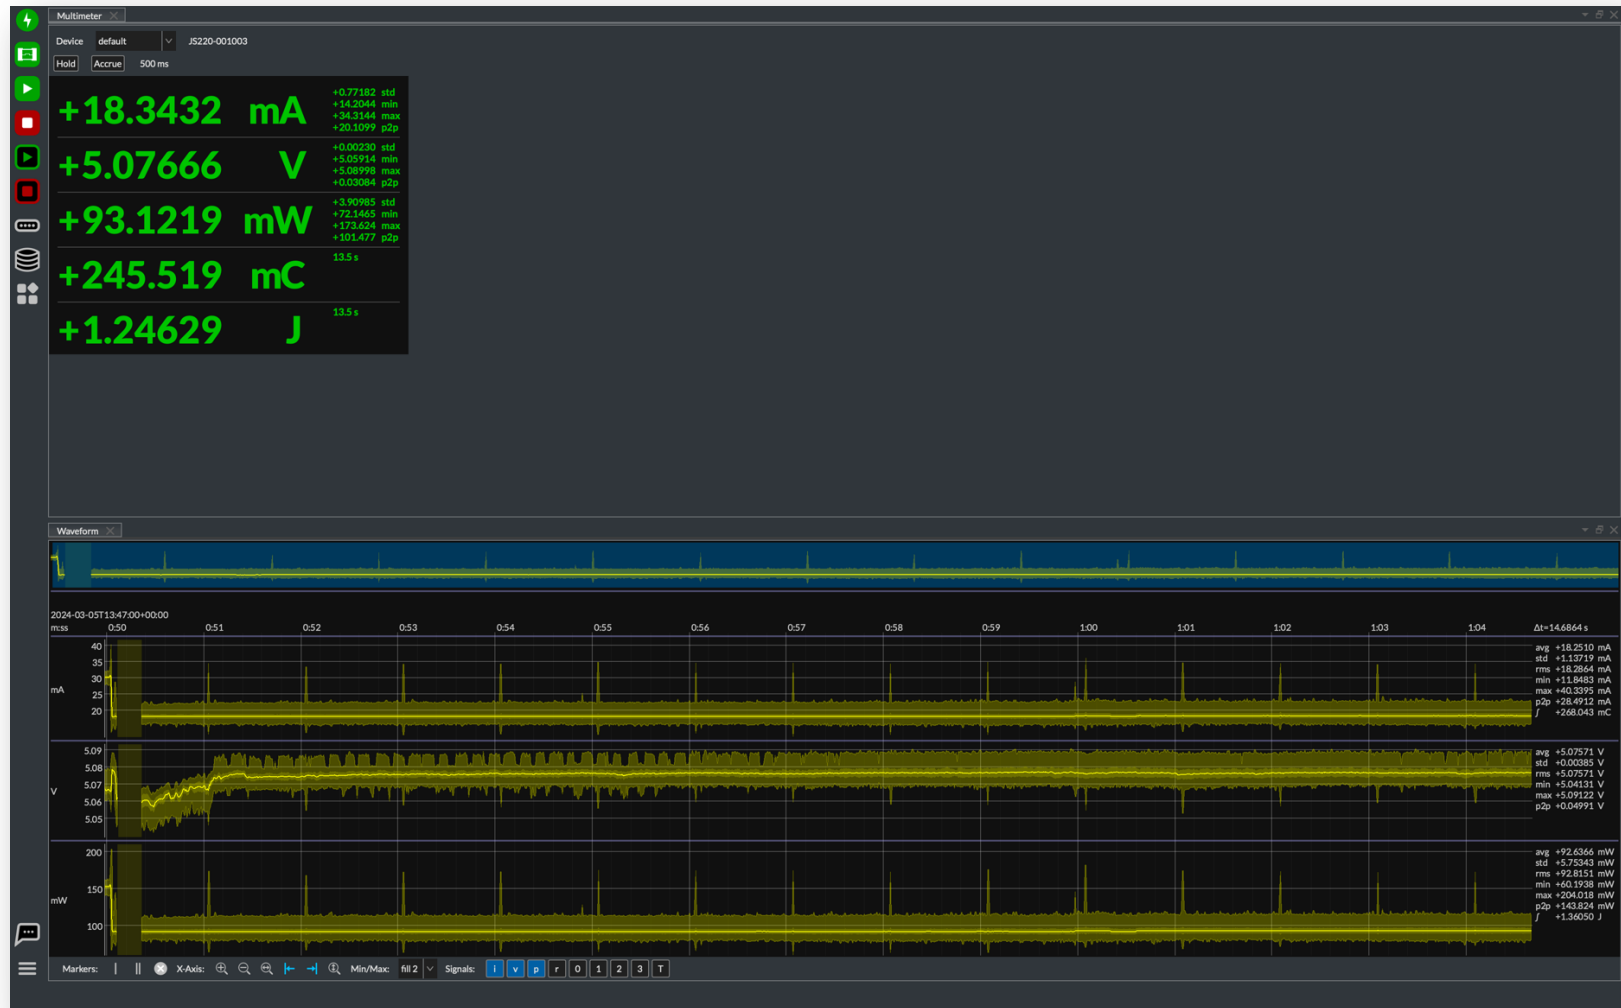 Multimeter
Device default JS220-001003
Hold Accrue 500 ms
+18.3432 mA
+0.77182 std
+14.2044 min
+34.3144 max
+20.1099 p2p
+5.07666 V
+0.00230 std
+5.05914 min
+5.08998 max
+0.03084 p2p
+93.1219 mW
+3.90985 std
+72.1465 min
+173.624 max
+101.477 p2p
+245.519 mC
13.5 s
+1.24629 J
13.5 s
Waveform
2024-03-05T13:47:00+00:00
m:ss 0:50 0:51 0:52 0:53 0:54 0:55 0:56 0:57 0:58 0:59 1:00 1:01 1:02 1:03 1:04 Δt=14.6864 s
mA
40
35
30
25
20
avg +18.2510 mA
std +1.13719 mA
rms +18.2864 mA
min +11.8483 mA
max +40.3395 mA
p2p +28.4912 mA
∫ +268.043 mC
V
5.09
5.08
5.07
5.06
5.05
avg +5.07571 V
std +0.00385 V
rms +5.07571 V
min +5.04131 V
max +5.09122 V
p2p +0.04991 V
mW
200
150
100
avg +92.6366 mW
std +5.75343 mW
rms +92.8151 mW
min +60.1938 mW
max +204.018 mW
p2p +143.824 mW
∫ +1.36050 J
Markers: X-Axis: Min/Max: fill 2 Signals: i v p r 0 1 2 3 T